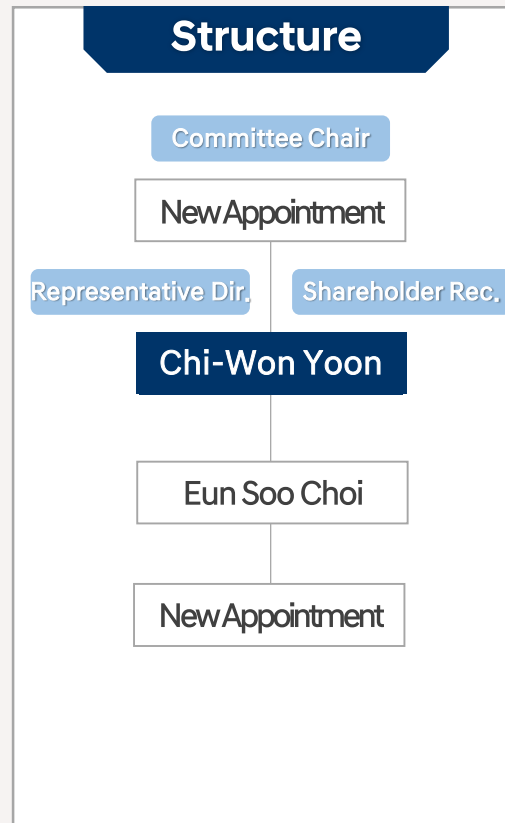 Structure
Committee Chair
New Appointment
Representative Dir.
Shareholder Rec.
Chi-Won Yoon
Eun Soo Choi
New Appointment